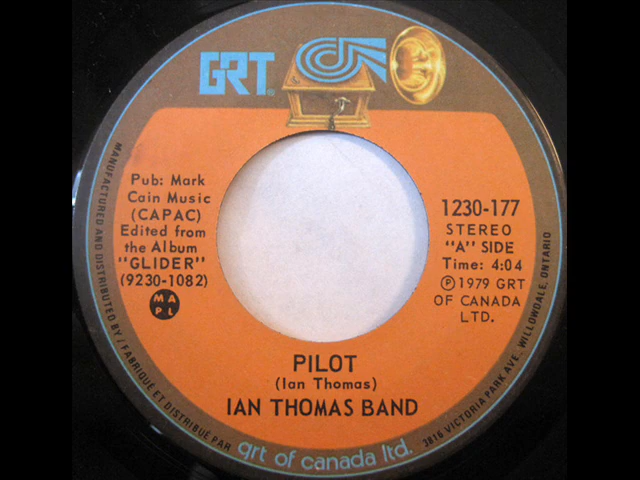 GRT®
Pub: Mark
Cain Music
(CAPAC)
Edited from
the Album
"GLIDER"
(9230-1082)
M A
P L
1230-177
STEREO
"A" SIDE
Time: 4:04
℗ 1979 GRT
OF CANADA
LTD.
PILOT
(Ian Thomas)
IAN THOMAS BAND
MANUFACTURED AND DISTRIBUTED BY / FABRIQUÉ ET DISTRIBUÉ PAR grt of canada ltd. 3816 VICTORIA PARK AVE. WILLOWDALE, ONTARIO